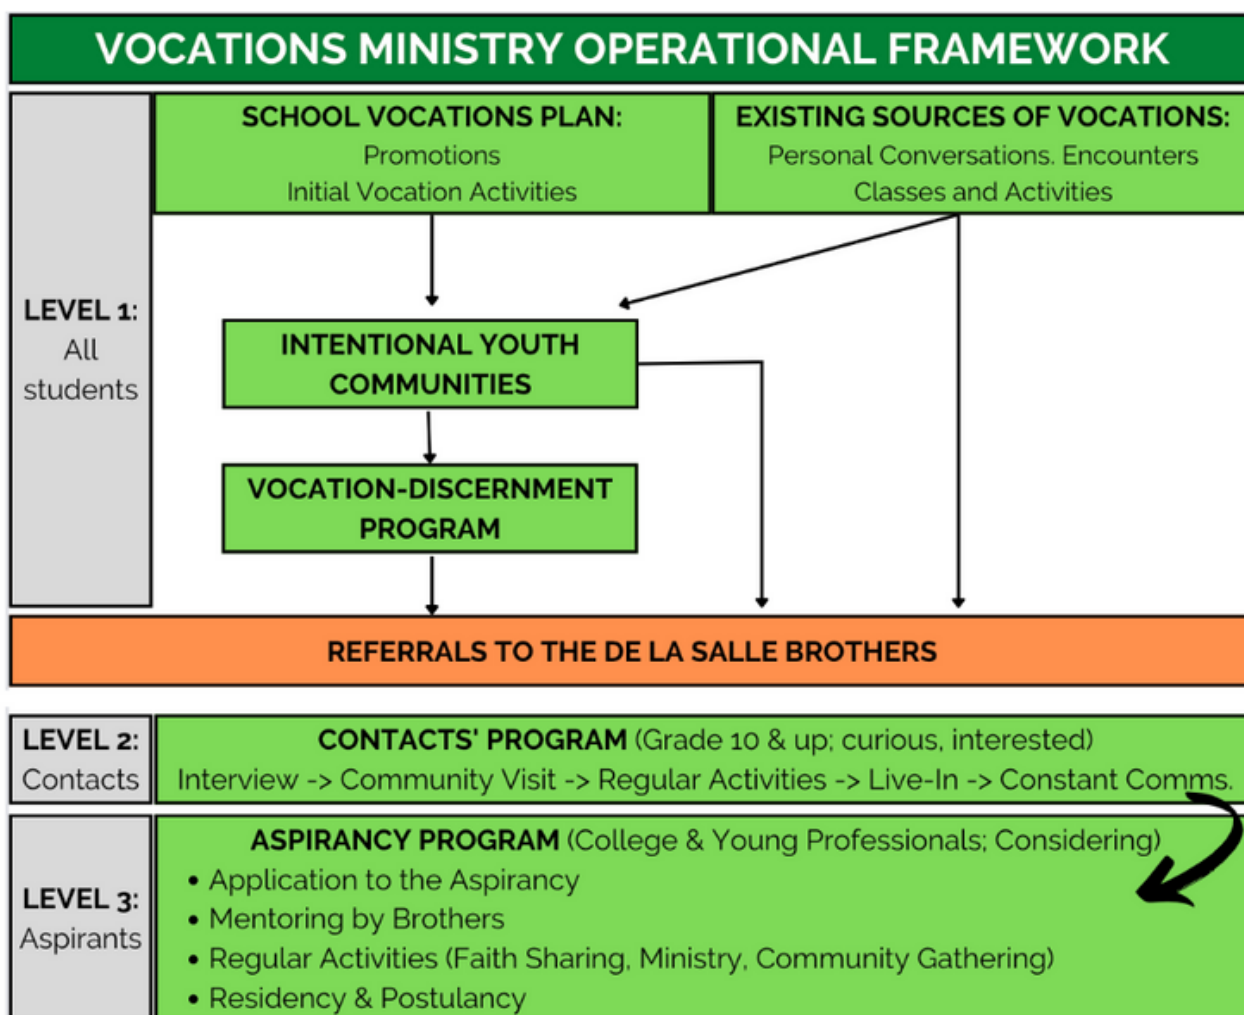 VOCATIONS MINISTRY OPERATIONAL FRAMEWORK
LEVEL 1:
All
students
SCHOOL VOCATIONS PLAN:
Promotions
Initial Vocation Activities
EXISTING SOURCES OF VOCATIONS:
Personal Conversations. Encounters
Classes and Activities
INTENTIONAL YOUTH
COMMUNITIES
VOCATION-DISCERNMENT
PROGRAM
REFERRALS TO THE DE LA SALLE BROTHERS
LEVEL 2:
Contacts
CONTACTS' PROGRAM (Grade 10 & up; curious, interested)
Interview -> Community Visit -> Regular Activities -> Live-In -> Constant Comms.
LEVEL 3:
Aspirants
ASPIRANCY PROGRAM (College & Young Professionals; Considering)
• Application to the Aspirancy
• Mentoring by Brothers
• Regular Activities (Faith Sharing, Ministry, Community Gathering)
• Residency & Postulancy